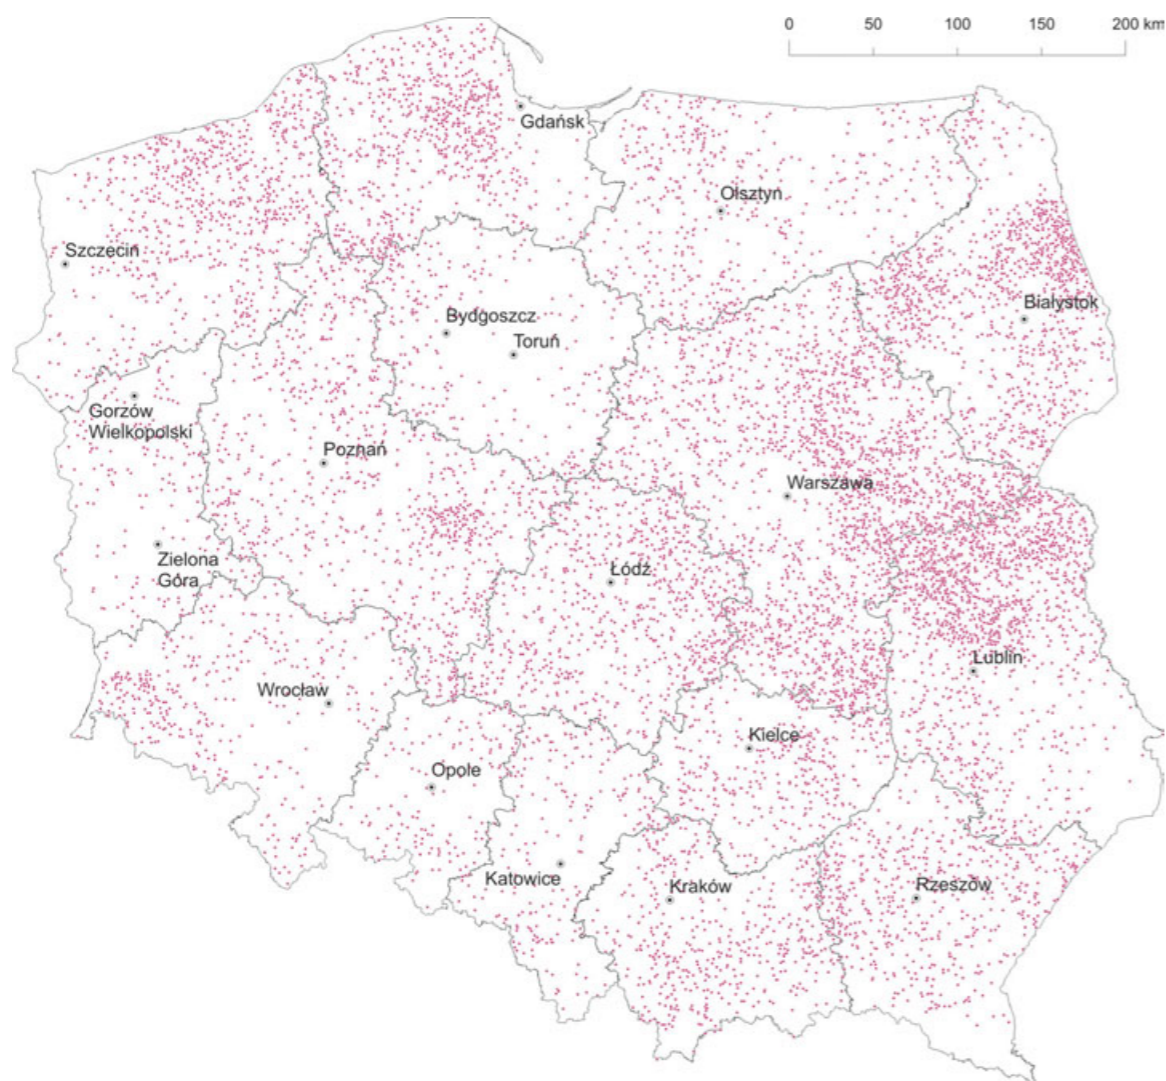 0 50 100 150 200 km
Gdańsk
Olsztyn
Szczecin
Białystok
Bydgoszcz
Toruń
Gorzów
Wielkopolski
Poznań
Warszawa
Zielona
Góra
Łódź
Lublin
Wrocław
Kielce
Opole
Katowice
Kraków
Rzeszów